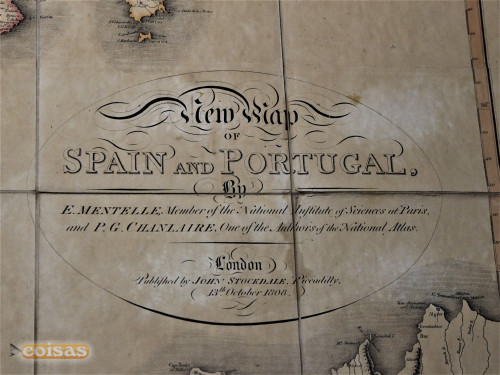 New Map
OF
SPAIN AND PORTUGAL,
By
E. MENTELLE, Member of the National Institute of Sciences at Paris,
and P. G. CHANLAIRE, One of the Authors of the National Atlas.
London
Published by JOHN STOCKDALE, Piccadilly,
13th October 1808.
coisas